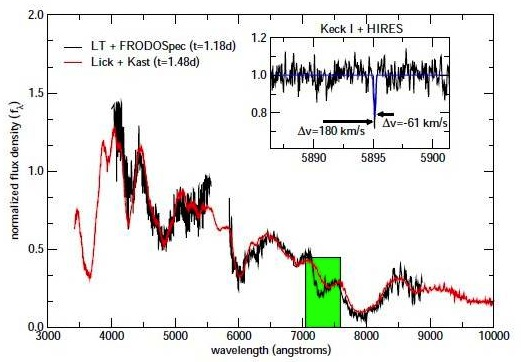 2.0
1.5
1.0
0.5
0.0
normalized flux density (fλ)
3000 4000 5000 6000 7000 8000 9000 10000
wavelength (angstroms)
LT + FRODOSpec (t=1.18d)
Lick + Kast (t=1.48d)
Keck I + HIRES
1.2
1.0
0.8
Δv=180 km/s
Δv=-61 km/s
5890 5895 5900